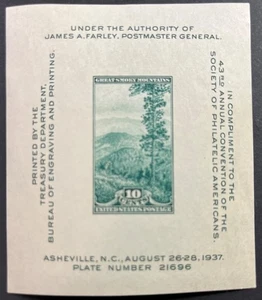 UNDER THE AUTHORITY OF
JAMES A. FARLEY, POSTMASTER GENERAL.
PRINTED BY THE
TREASURY DEPARTMENT,
BUREAU OF ENGRAVING AND PRINTING.
GREAT SMOKY MOUNTAINS
10
CENTS
UNITED STATES POSTAGE
IN COMPLIMENT TO THE
43RD ANNUAL CONVENTION OF THE
SOCIETY OF PHILATELIC AMERICANS.
ASHEVILLE, N.C., AUGUST 26-28, 1937.
PLATE NUMBER 21696